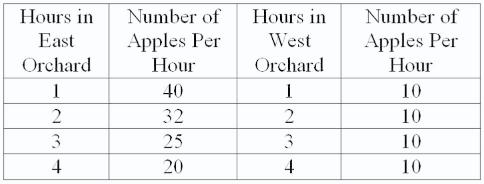 Hours in East Orchard Number of Apples Per Hour Hours in West Orchard Number of Apples Per Hour
1 40 1 10
2 32 2 10
3 25 3 10
4 20 4 10